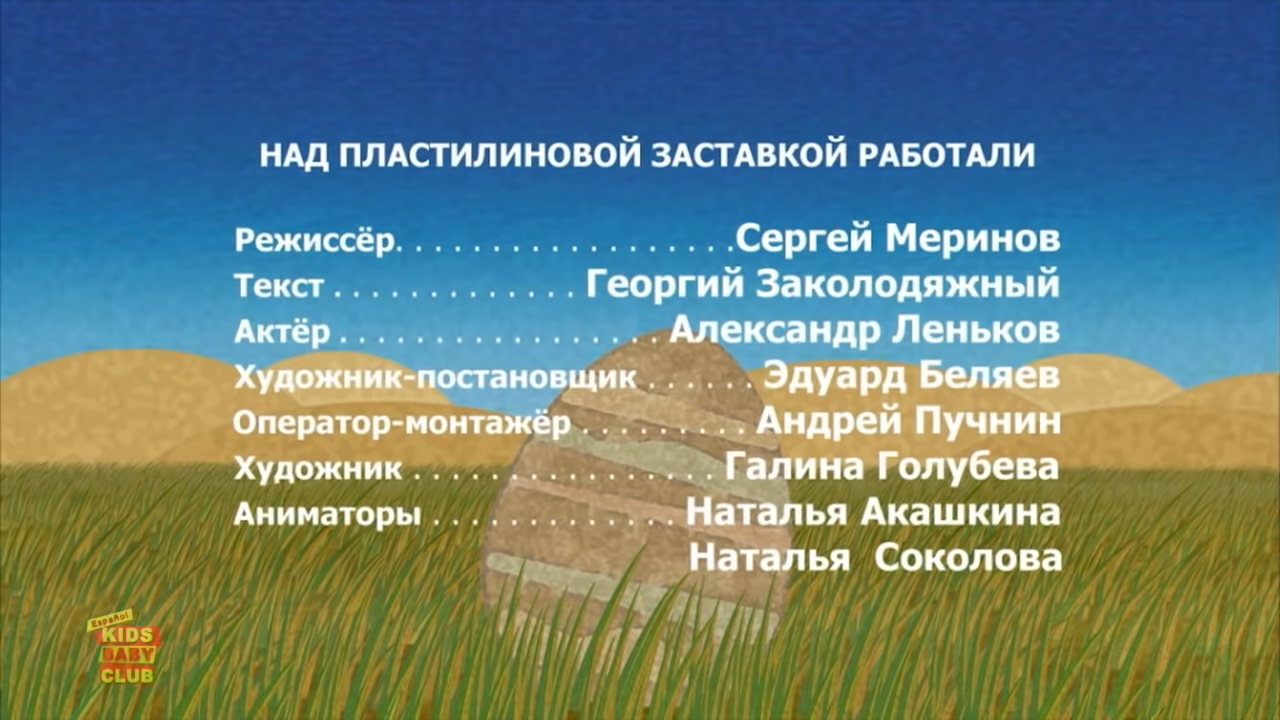 НАД ПЛАСТИЛИНОВОЙ ЗАСТАВКОЙ РАБОТАЛИ
Режиссёр. . . . . . . . . . . . . . . . . . .Сергей Меринов
Текст . . . . . . . . . . . . . Георгий Заколодяжный
Актёр . . . . . . . . . . . . . . . . . Александр Леньков
Художник-постановщик . . . . . . Эдуард Беляев
Оператор-монтажёр . . . . . . . . . Андрей Пучнин
Художник . . . . . . . . . . . . . . . . Галина Голубева
Аниматоры . . . . . . . . . . . . . Наталья Акашкина
Наталья Соколова
Español
KIDS
BABY
CLUB